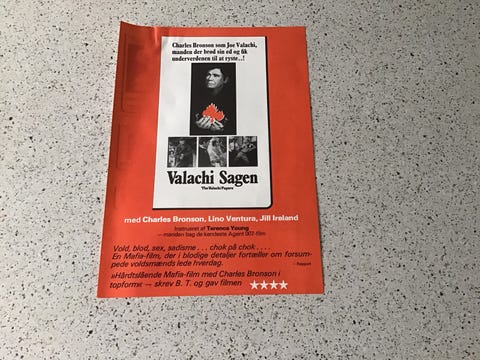 Charles Bronson som Joe Valachi,
manden der brød sin ed og fik
underverdenen til at ryste..!
Valachi Sagen
The Valachi Papers
med Charles Bronson, Lino Ventura, Jill Ireland
Instrueret af Terence Young
—manden bag de kendeste Agent 007-film
Vold, blod, sex, sadisme . . . chok på chok . . . .
En Mafia-film, der i blodige detaljer fortæller om forsum-
pede voldsmænds lede hverdag.
– Rapport
»Hårdtslående Mafia-film med Charles Bronson i
topform« – skrev B. T. og gav filmen ★★★★